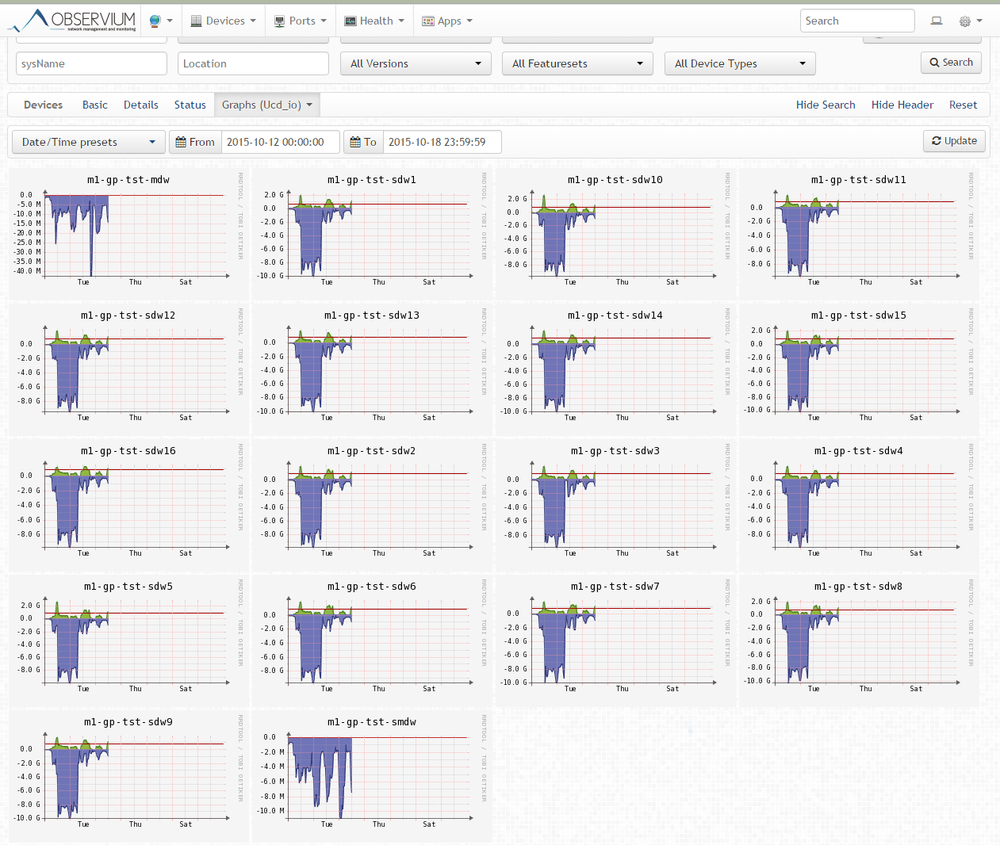 OBSERVIUM Devices Ports Health Apps Search
network management and monitoring
sysName Location All Versions All Featuresets All Device Types Search
Devices Basic Details Status Graphs (Ucd_io) Hide Search Hide Header Reset
Date/Time presets From 2015-10-12 00:00:00 To 2015-10-18 23:59:59 Update
m1-gp-tst-mdw
0.0
-5.0 M
-10.0 M
-15.0 M
-20.0 M
-25.0 M
-30.0 M
-35.0 M
-40.0 M
Tue Thu Sat
RRDTOOL / TOBI OETIKER
m1-gp-tst-sdw1
2.0 G
0.0
-2.0 G
-4.0 G
-6.0 G
-8.0 G
-10.0 G
Tue Thu Sat
RRDTOOL / TOBI OETIKER
m1-gp-tst-sdw10
2.0 G
0.0
-2.0 G
-4.0 G
-6.0 G
-8.0 G
Tue Thu Sat
RRDTOOL / TOBI OETIKER
m1-gp-tst-sdw11
0.0
-2.0 G
-4.0 G
-6.0 G
-8.0 G
Tue Thu Sat
RRDTOOL / TOBI OETIKER
m1-gp-tst-sdw12
0.0
-2.0 G
-4.0 G
-6.0 G
-8.0 G
Tue Thu Sat
RRDTOOL / TOBI OETIKER
m1-gp-tst-sdw13
0.0
-2.0 G
-4.0 G
-6.0 G
-8.0 G
-10.0 G
Tue Thu Sat
RRDTOOL / TOBI OETIKER
m1-gp-tst-sdw14
0.0
-2.0 G
-4.0 G
-6.0 G
-8.0 G
-10.0 G
Tue Thu Sat
RRDTOOL / TOBI OETIKER
m1-gp-tst-sdw15
2.0 G
0.0
-2.0 G
-4.0 G
-6.0 G
-8.0 G
-10.0 G
Tue Thu Sat
RRDTOOL / TOBI OETIKER
m1-gp-tst-sdw16
0.0
-2.0 G
-4.0 G
-6.0 G
-8.0 G
Tue Thu Sat
RRDTOOL / TOBI OETIKER
m1-gp-tst-sdw2
0.0
-2.0 G
-4.0 G
-6.0 G
-8.0 G
Tue Thu Sat
RRDTOOL / TOBI OETIKER
m1-gp-tst-sdw3
0.0
-2.0 G
-4.0 G
-6.0 G
-8.0 G
Tue Thu Sat
RRDTOOL / TOBI OETIKER
m1-gp-tst-sdw4
0.0
-2.0 G
-4.0 G
-6.0 G
-8.0 G
Tue Thu Sat
RRDTOOL / TOBI OETIKER
m1-gp-tst-sdw5
2.0 G
0.0
-2.0 G
-4.0 G
-6.0 G
-8.0 G
Tue Thu Sat
RRDTOOL / TOBI OETIKER
m1-gp-tst-sdw6
0.0
-2.0 G
-4.0 G
-6.0 G
-8.0 G
Tue Thu Sat
RRDTOOL / TOBI OETIKER
m1-gp-tst-sdw7
0.0
-2.0 G
-4.0 G
-6.0 G
-8.0 G
-10.0 G
Tue Thu Sat
RRDTOOL / TOBI OETIKER
m1-gp-tst-sdw8
2.0 G
0.0
-2.0 G
-4.0 G
-6.0 G
-8.0 G
-10.0 G
Tue Thu Sat
RRDTOOL / TOBI OETIKER
m1-gp-tst-sdw9
0.0
-2.0 G
-4.0 G
-6.0 G
-8.0 G
-10.0 G
Tue Thu Sat
RRDTOOL / TOBI OETIKER
m1-gp-tst-smdw
0.0
-2.0 M
-4.0 M
-6.0 M
-8.0 M
-10.0 M
Tue Thu Sat
RRDTOOL / TOBI OETIKER